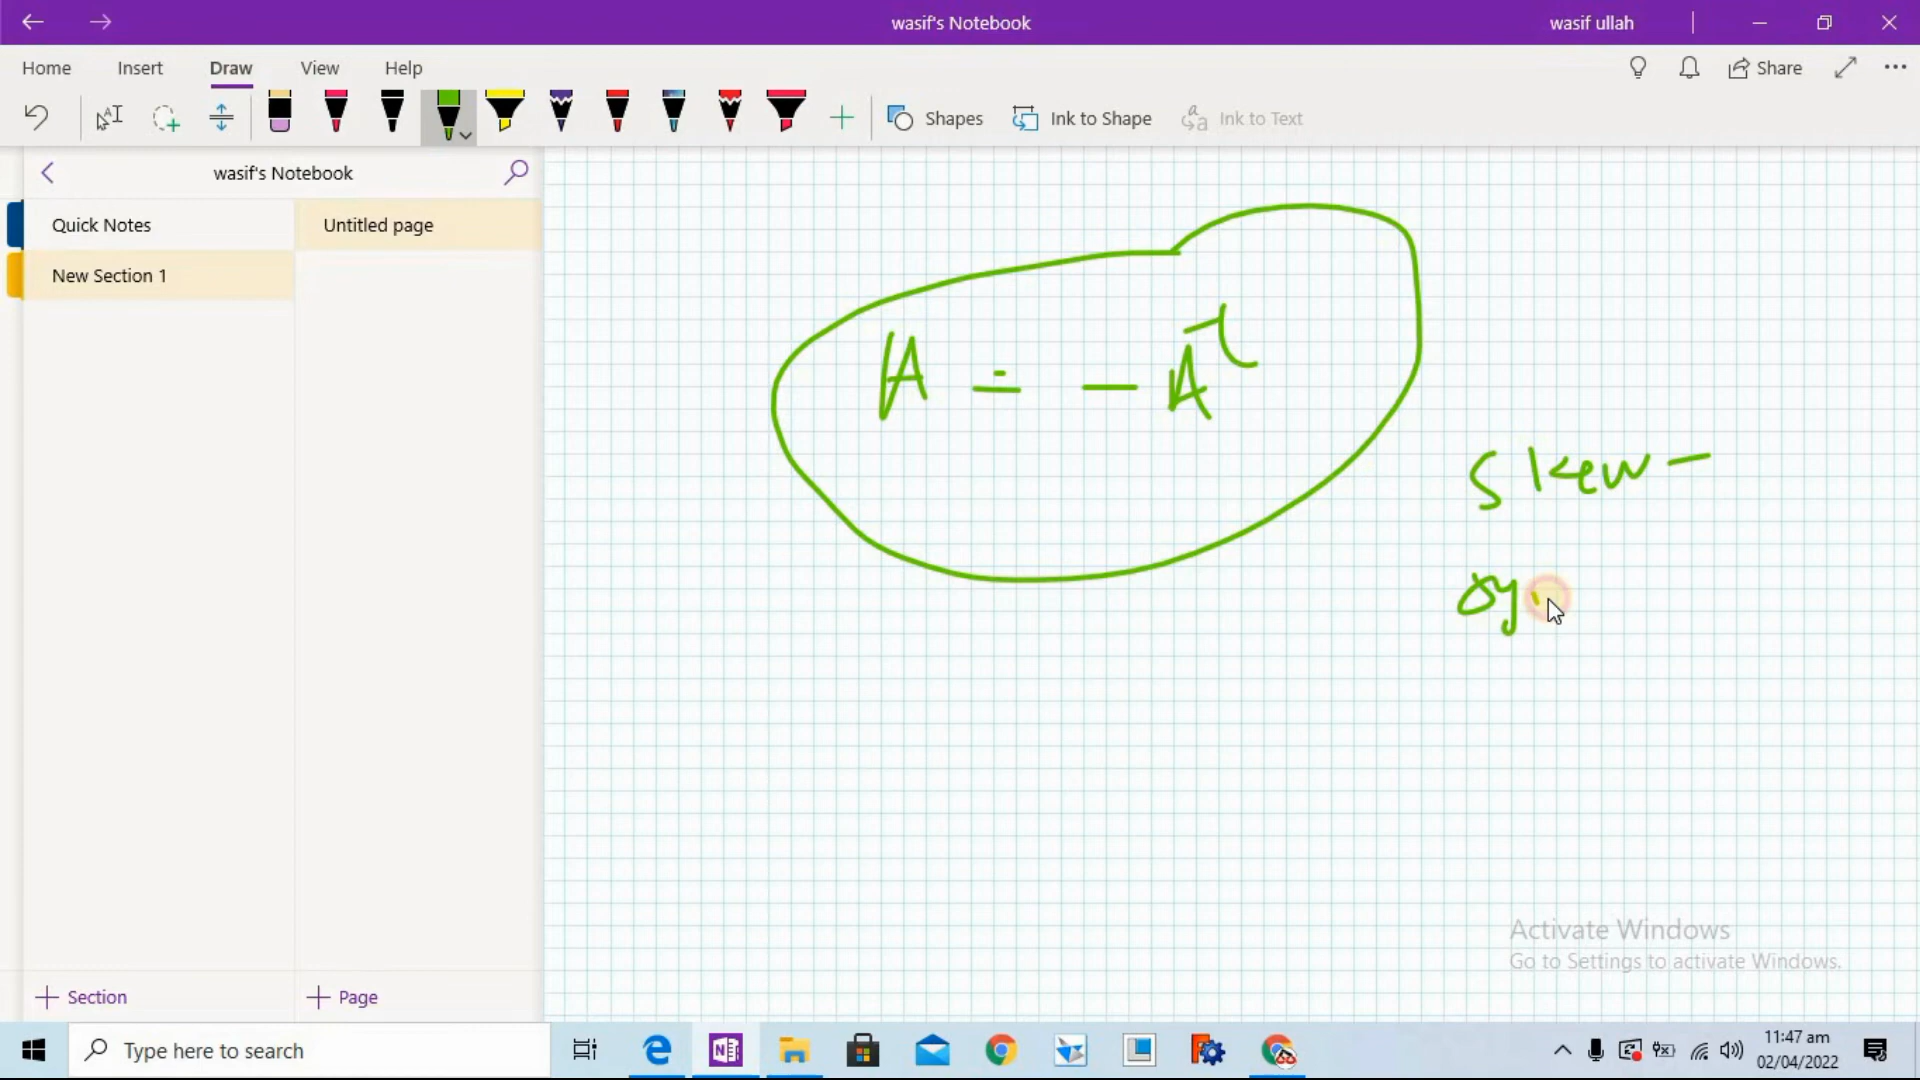 wasif's Notebook
wasif ullah
Home Insert Draw View Help
Share
Shapes
Ink to Shape
Ink to Text
wasif's Notebook
Quick Notes
Untitled page
New Section 1
A = - A^t
Skew -
sy
Activate Windows
Go to Settings to activate Windows.
Section
Page
Type here to search
11:47 am
02/04/2022